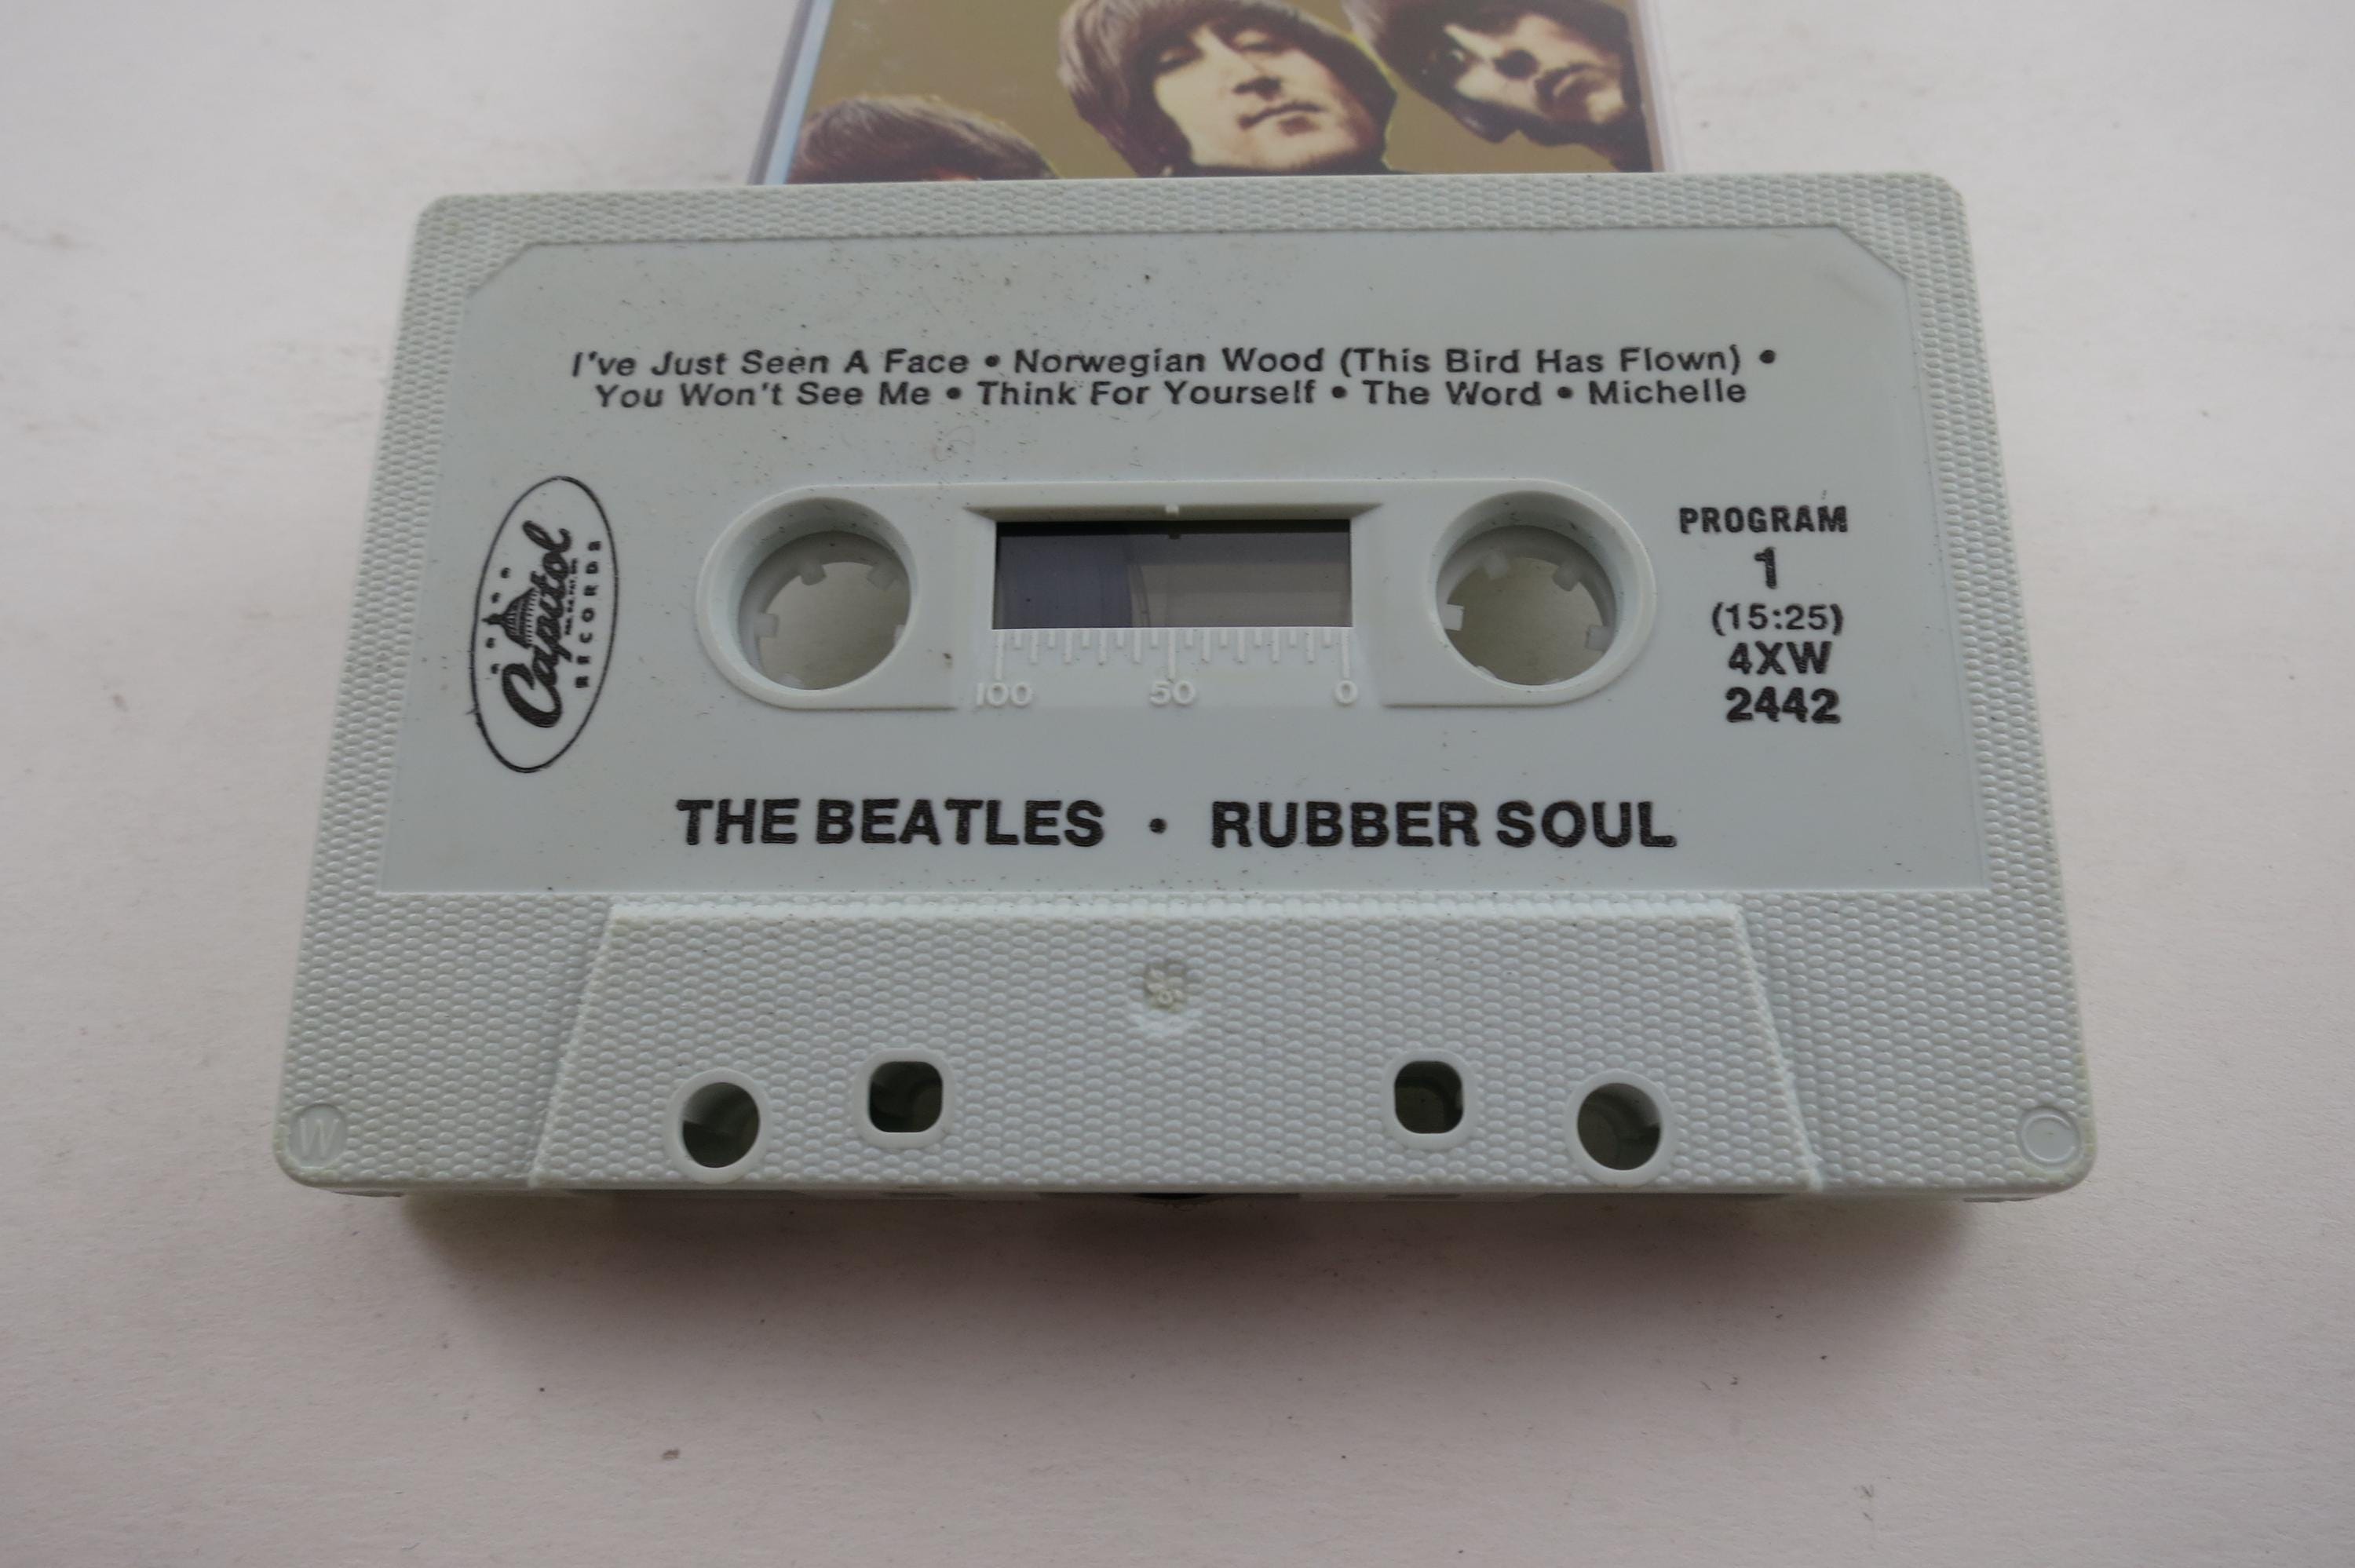 I've Just Seen A Face • Norwegian Wood (This Bird Has Flown) •
You Won't See Me • Think For Yourself • The Word • Michelle
Capitol
RECORDS
PROGRAM
1
(15:25)
4XW
2442
100 50 0
THE BEATLES • RUBBER SOUL
W